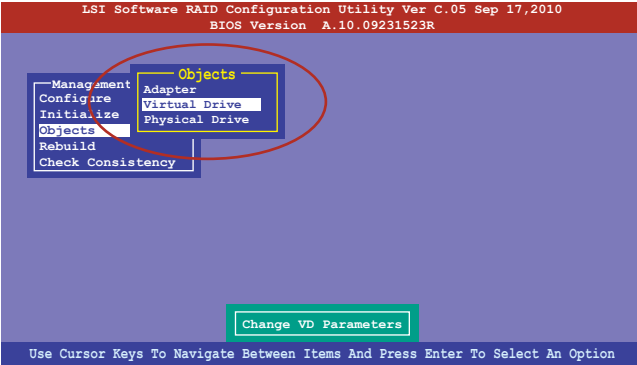 LSI Software RAID Configuration Utility Ver C.05 Sep 17,2010
BIOS Version A.10.09231523R
Management
Configure
Initialize
Objects
Rebuild
Check Consistency
Objects
Adapter
Virtual Drive
Physical Drive
Change VD Parameters
Use Cursor Keys To Navigate Between Items And Press Enter To Select An Option